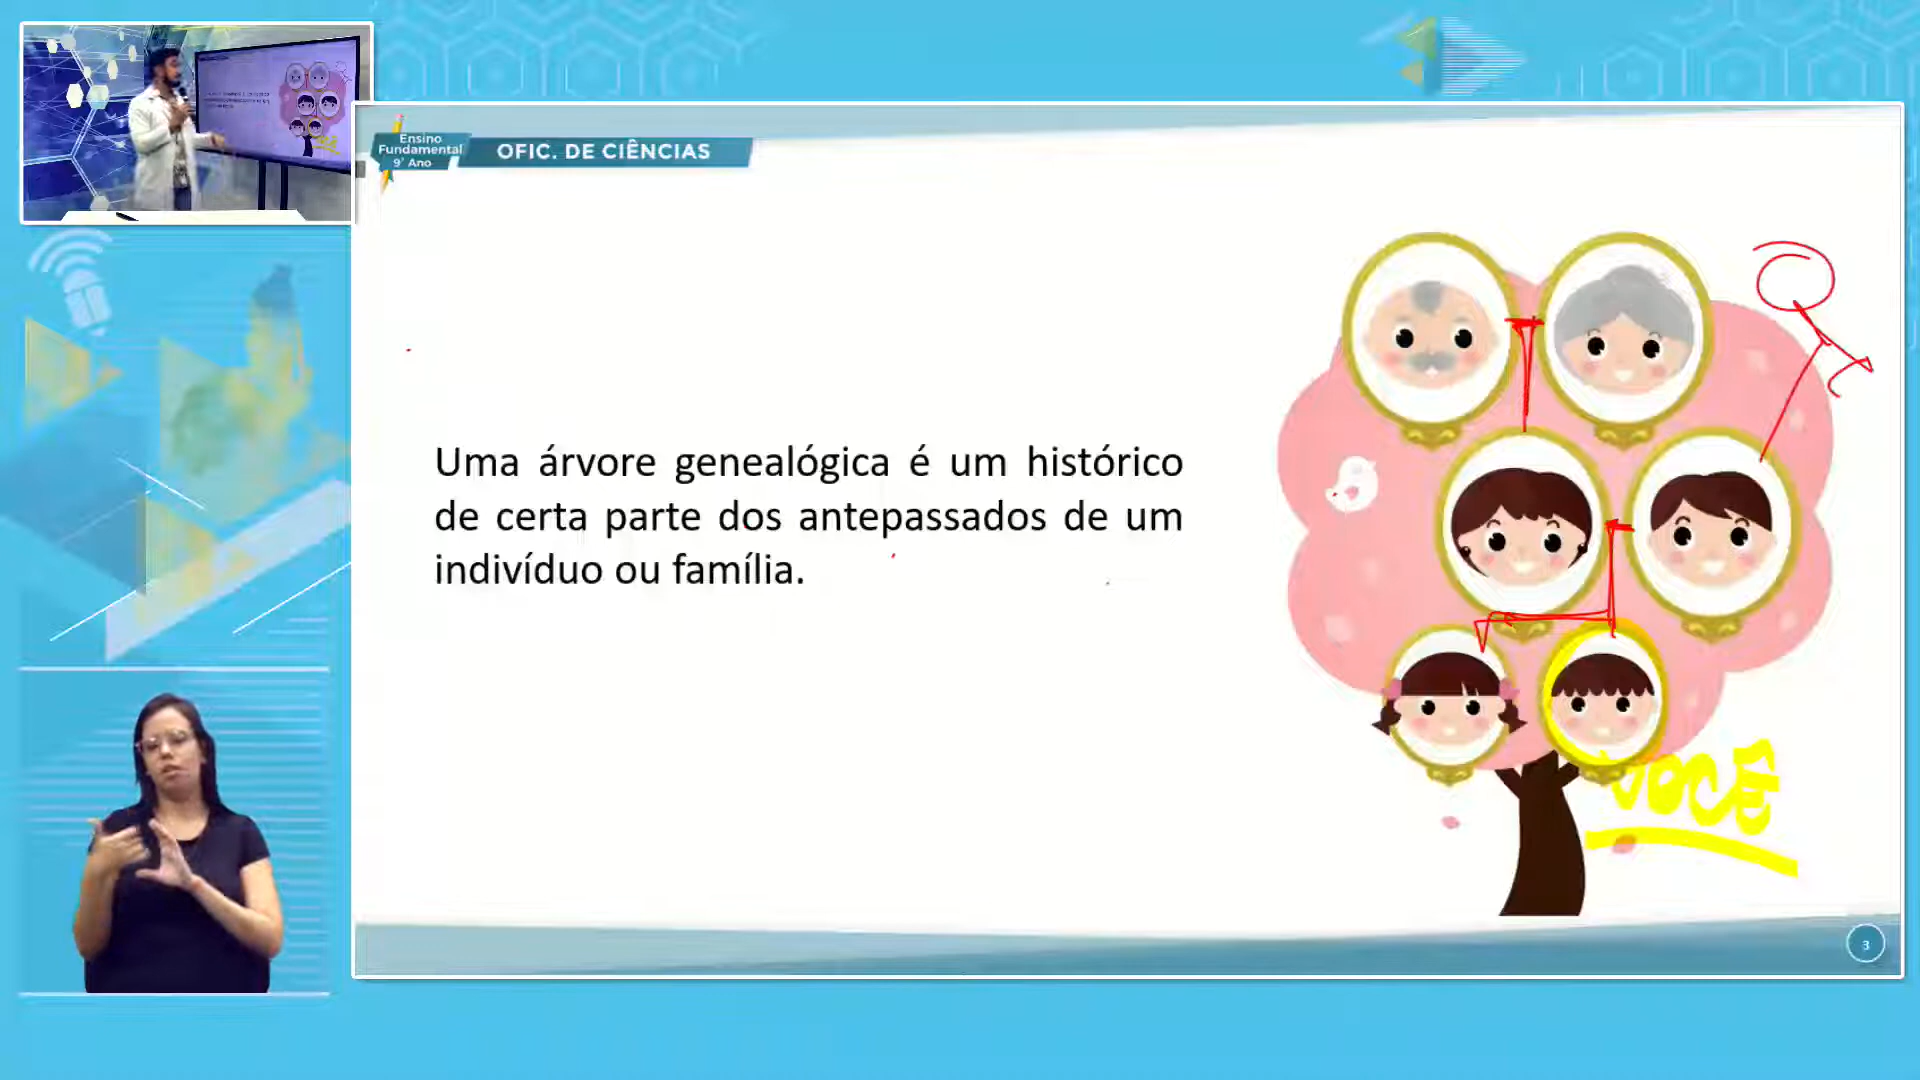 Ensino
Fundamental
9º Ano
OFIC. DE CIÊNCIAS
Uma árvore genealógica é um histórico
de certa parte dos antepassados de um
indivíduo ou família.
VOCÊ
3